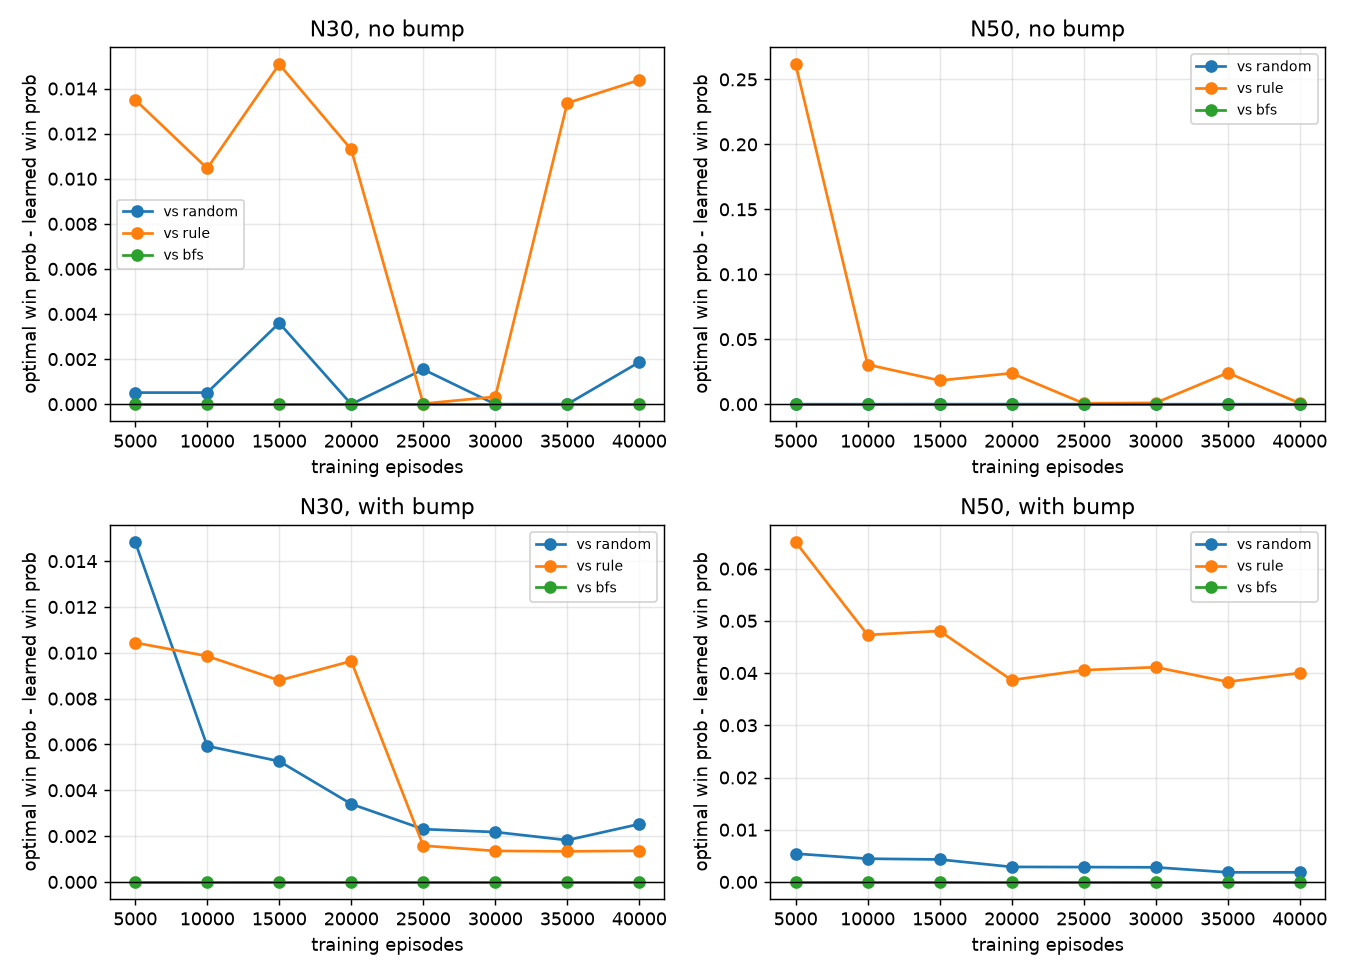 N30, no bump
optimal win prob - learned win prob
0.014
0.012
0.010
0.008
0.006
0.004
0.002
0.000
vs random
vs rule
vs bfs
5000 10000 15000 20000 25000 30000 35000 40000
training episodes
N50, no bump
optimal win prob - learned win prob
0.25
0.20
0.15
0.10
0.05
0.00
vs random
vs rule
vs bfs
5000 10000 15000 20000 25000 30000 35000 40000
training episodes
N30, with bump
optimal win prob - learned win prob
0.014
0.012
0.010
0.008
0.006
0.004
0.002
0.000
vs random
vs rule
vs bfs
5000 10000 15000 20000 25000 30000 35000 40000
training episodes
N50, with bump
optimal win prob - learned win prob
0.06
0.05
0.04
0.03
0.02
0.01
0.00
vs random
vs rule
vs bfs
5000 10000 15000 20000 25000 30000 35000 40000
training episodes